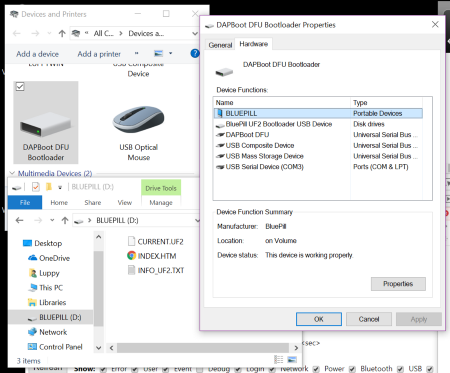 Devices and Printers
All C...
Devices a...
Add a device
Add a printer
USB Composite
Device
DAPBoot DFU
Bootloader
USB Optical
Mouse
Multimedia Devices (2)
BLUEPILL (D:)
Drive Tools
File
Home
Share
View
Manage
BLUEPILL (D:)
Desktop
OneDrive
Luppy
This PC
Libraries
BLUEPILL (D:)
Network
Control Panel
CURRENT.UF2
INDEX.HTM
INFO_UF2.TXT
3 items
DAPBoot DFU Bootloader Properties
General
Hardware
DAPBoot DFU Bootloader
Device Functions:
Name
Type
BLUEPILL
Portable Devices
BluePill UF2 Bootloader USB Device
Disk drives
DAPBoot DFU
Universal Serial Bus ...
USB Composite Device
Universal Serial Bus ...
USB Mass Storage Device
Universal Serial Bus ...
USB Serial Device (COM3)
Ports (COM & LPT)
Device Function Summary
Manufacturer:
BluePill
Location:
on Volume
Device status:
This device is working properly.
Properties
OK
Cancel
Apply
<sec>
Show:
Error
User
Event
Debug
Login
Network
Power
Bluetooth
USB